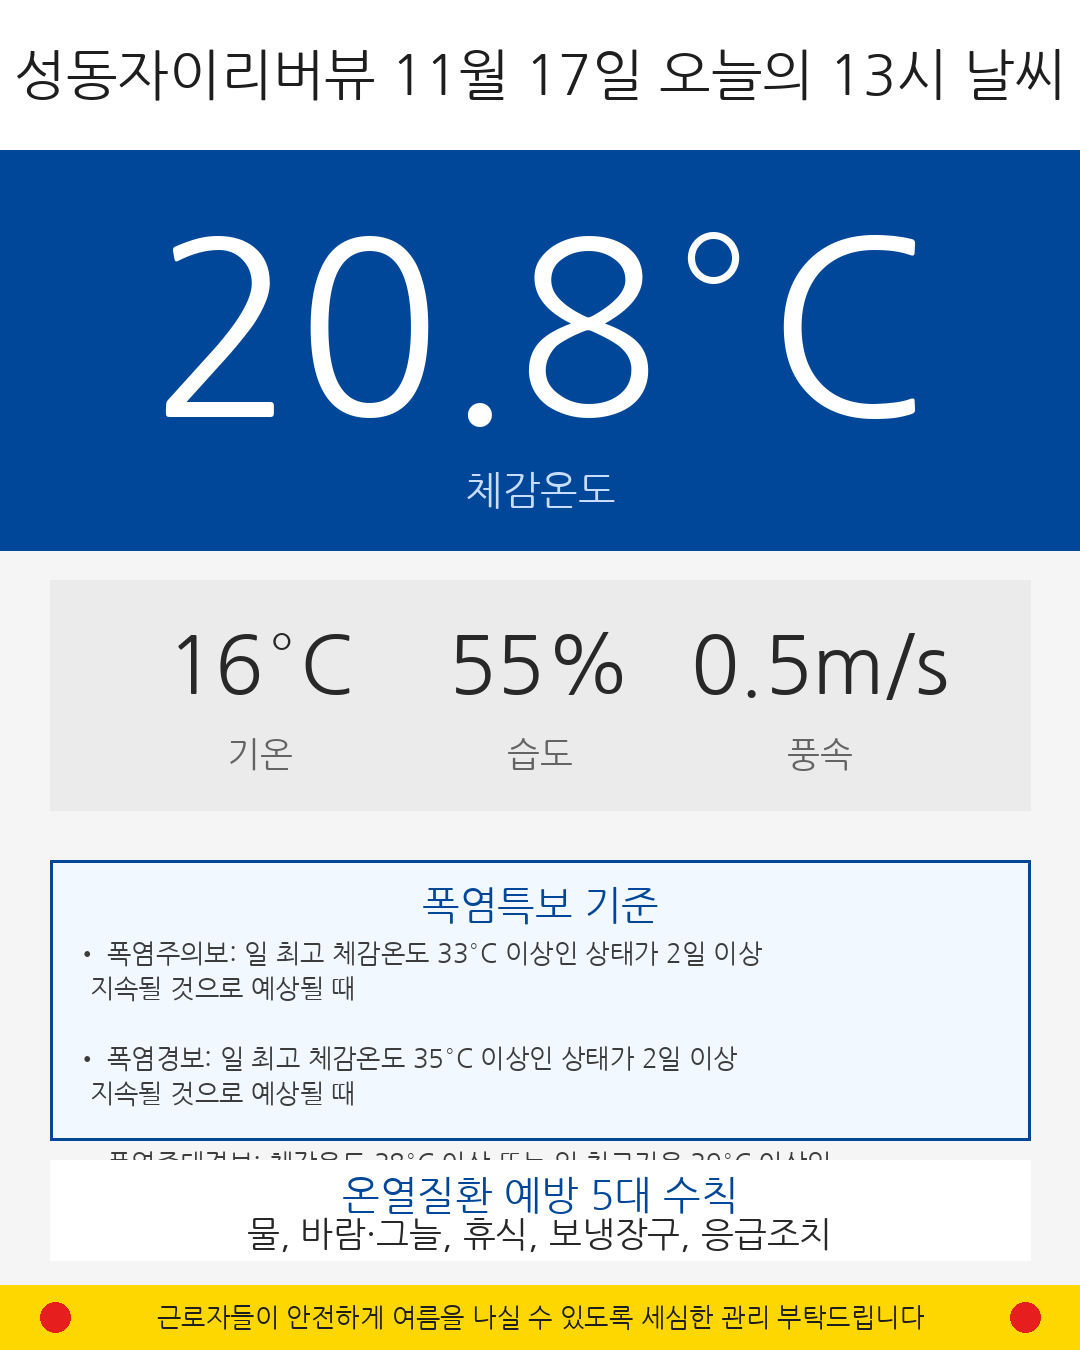 성동자이리버뷰 11월 17일 오늘의 13시 날씨
20.8°C
체감온도
16°C 55% 0.5m/s
기온 습도 풍속
폭염특보 기준
• 폭염주의보: 일 최고 체감온도 33°C 이상인 상태가 2일 이상
지속될 것으로 예상될 때
• 폭염경보: 일 최고 체감온도 35°C 이상인 상태가 2일 이상
지속될 것으로 예상될 때
온열질환 예방 5대 수칙
물, 바람·그늘, 휴식, 보냉장구, 응급조치
근로자들이 안전하게 여름을 나실 수 있도록 세심한 관리 부탁드립니다